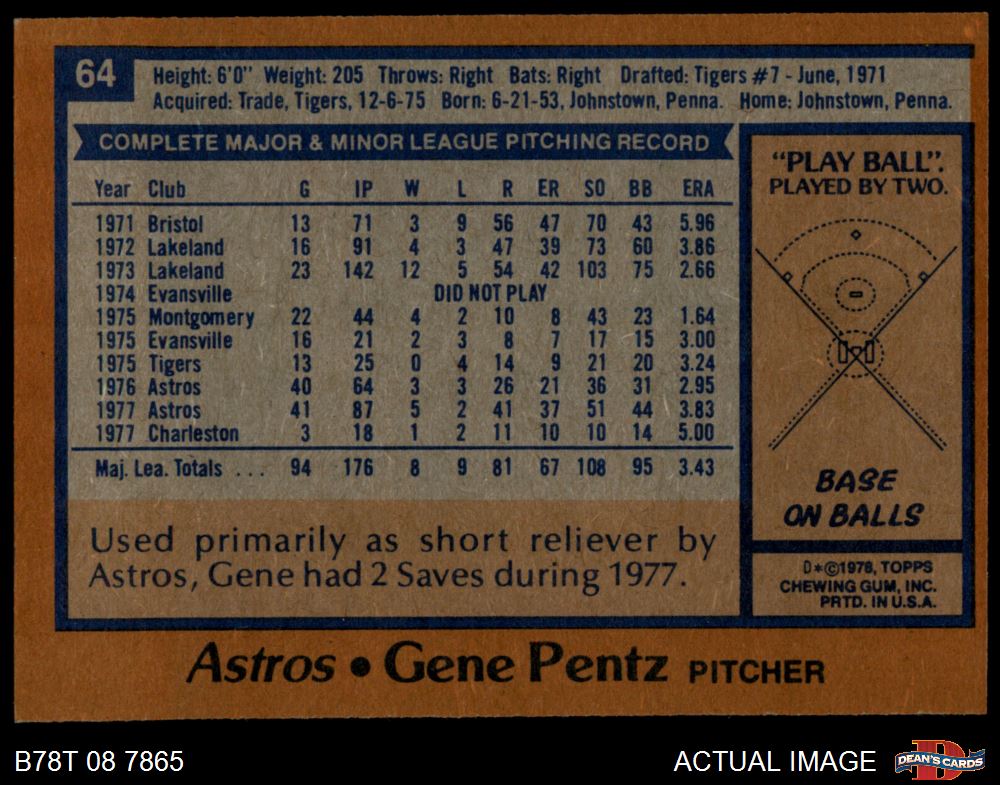 64
Height: 6'0" Weight: 205 Throws: Right Bats: Right Drafted: Tigers #7 - June, 1971
Acquired: Trade, Tigers, 12-6-75 Born: 6-21-53, Johnstown, Penna. Home: Johnstown, Penna.
COMPLETE MAJOR & MINOR LEAGUE PITCHING RECORD
Year Club G IP W L R ER SO BB ERA
1971 Bristol 13 71 3 9 56 47 70 43 5.96
1972 Lakeland 16 91 4 3 47 39 73 60 3.86
1973 Lakeland 23 142 12 5 54 42 103 75 2.66
1974 Evansville DID NOT PLAY
1975 Montgomery 22 44 4 2 10 8 43 23 1.64
1975 Evansville 16 21 2 3 8 7 17 15 3.00
1975 Tigers 13 25 0 4 14 9 21 20 3.24
1976 Astros 40 64 3 3 26 21 36 31 2.95
1977 Astros 41 87 5 2 41 37 51 44 3.83
1977 Charleston 3 18 1 2 11 10 10 14 5.00
Maj. Lea. Totals . . . 94 176 8 9 81 67 108 95 3.43
Used primarily as short reliever by
Astros, Gene had 2 Saves during 1977.
"PLAY BALL".
PLAYED BY TWO.
BASE
ON BALLS
D*©1978, TOPPS
CHEWING GUM, INC.
PRTD. IN U.S.A.
Astros • Gene Pentz PITCHER
B78T 08 7865
ACTUAL IMAGE
DEAN'S CARDS